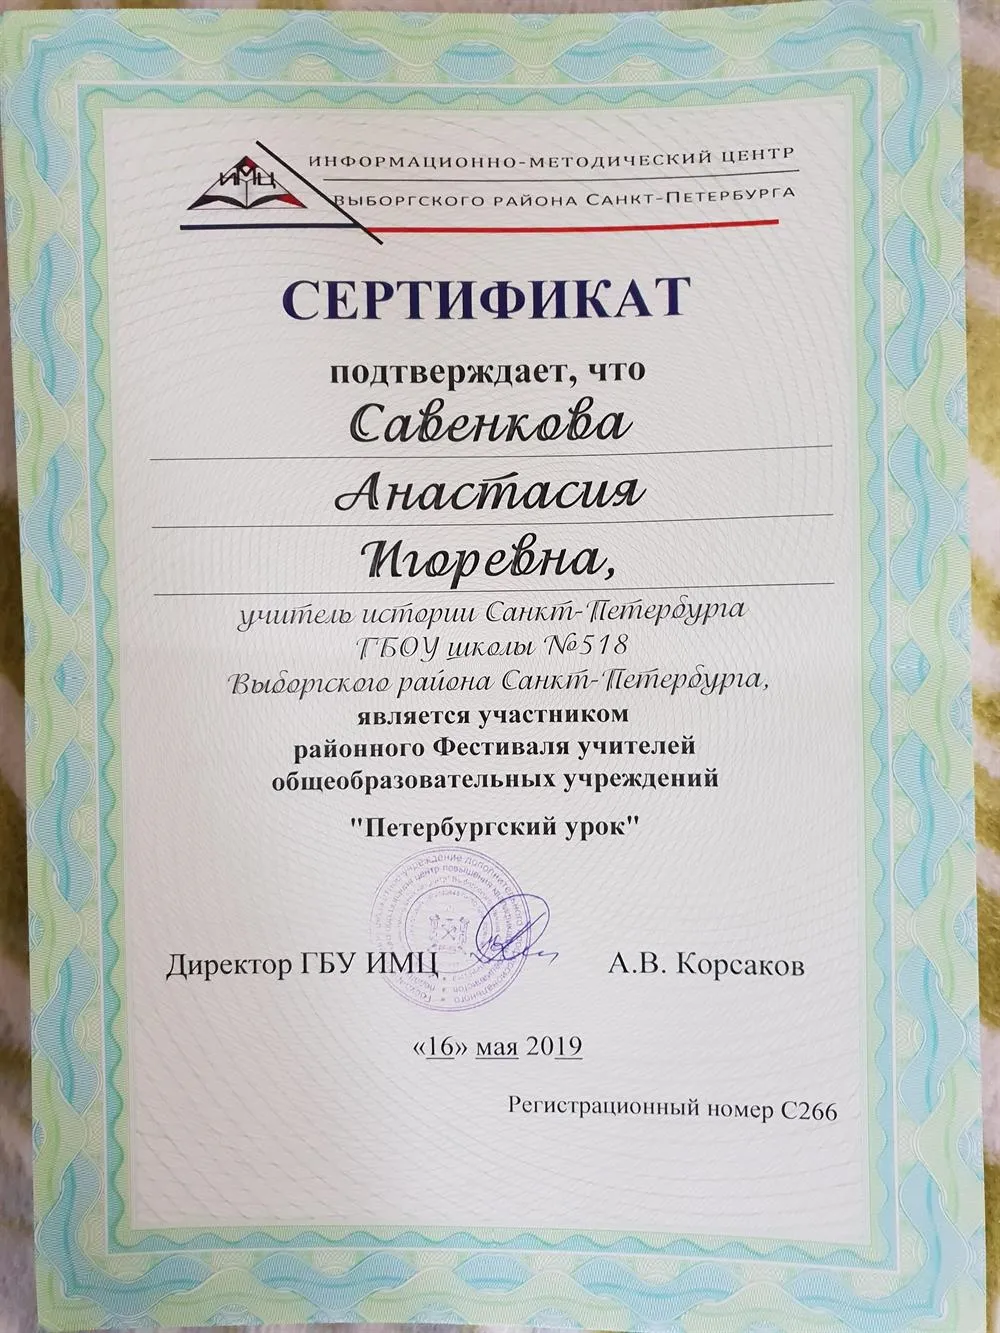 ИМЦ
ИНФОРМАЦИОННО-МЕТОДИЧЕСКИЙ ЦЕНТР
ВЫБОРГСКОГО РАЙОНА САНКТ-ПЕТЕРБУРГА
СЕРТИФИКАТ
подтверждает, что
Савенкова
Анастасия
Игоревна,
учитель истории Санкт-Петербурга
ГБОУ школы №518
Выборгского района Санкт-Петербурга,
является участником
районного Фестиваля учителей
общеобразовательных учреждений
"Петербургский урок"
Директор ГБУ ИМЦ
А.В. Корсаков
«16» мая 2019
Регистрационный номер С266